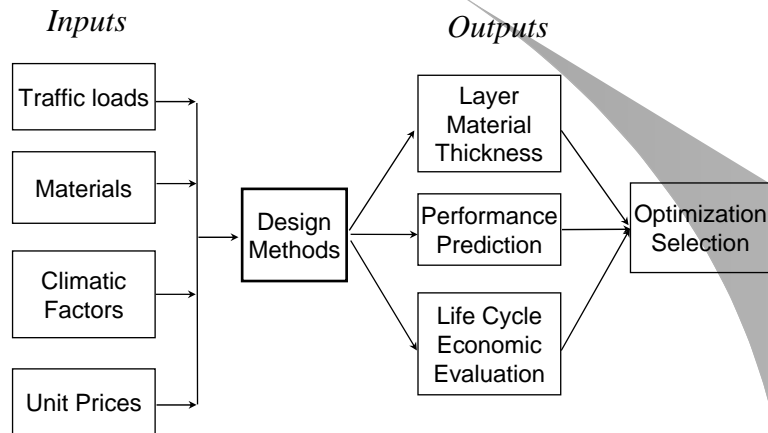 Inputs
Outputs
Traffic loads
Materials
Climatic
Factors
Unit Prices
Design
Methods
Layer
Material
Thickness
Performance
Prediction
Life Cycle
Economic
Evaluation
Optimization
Selection